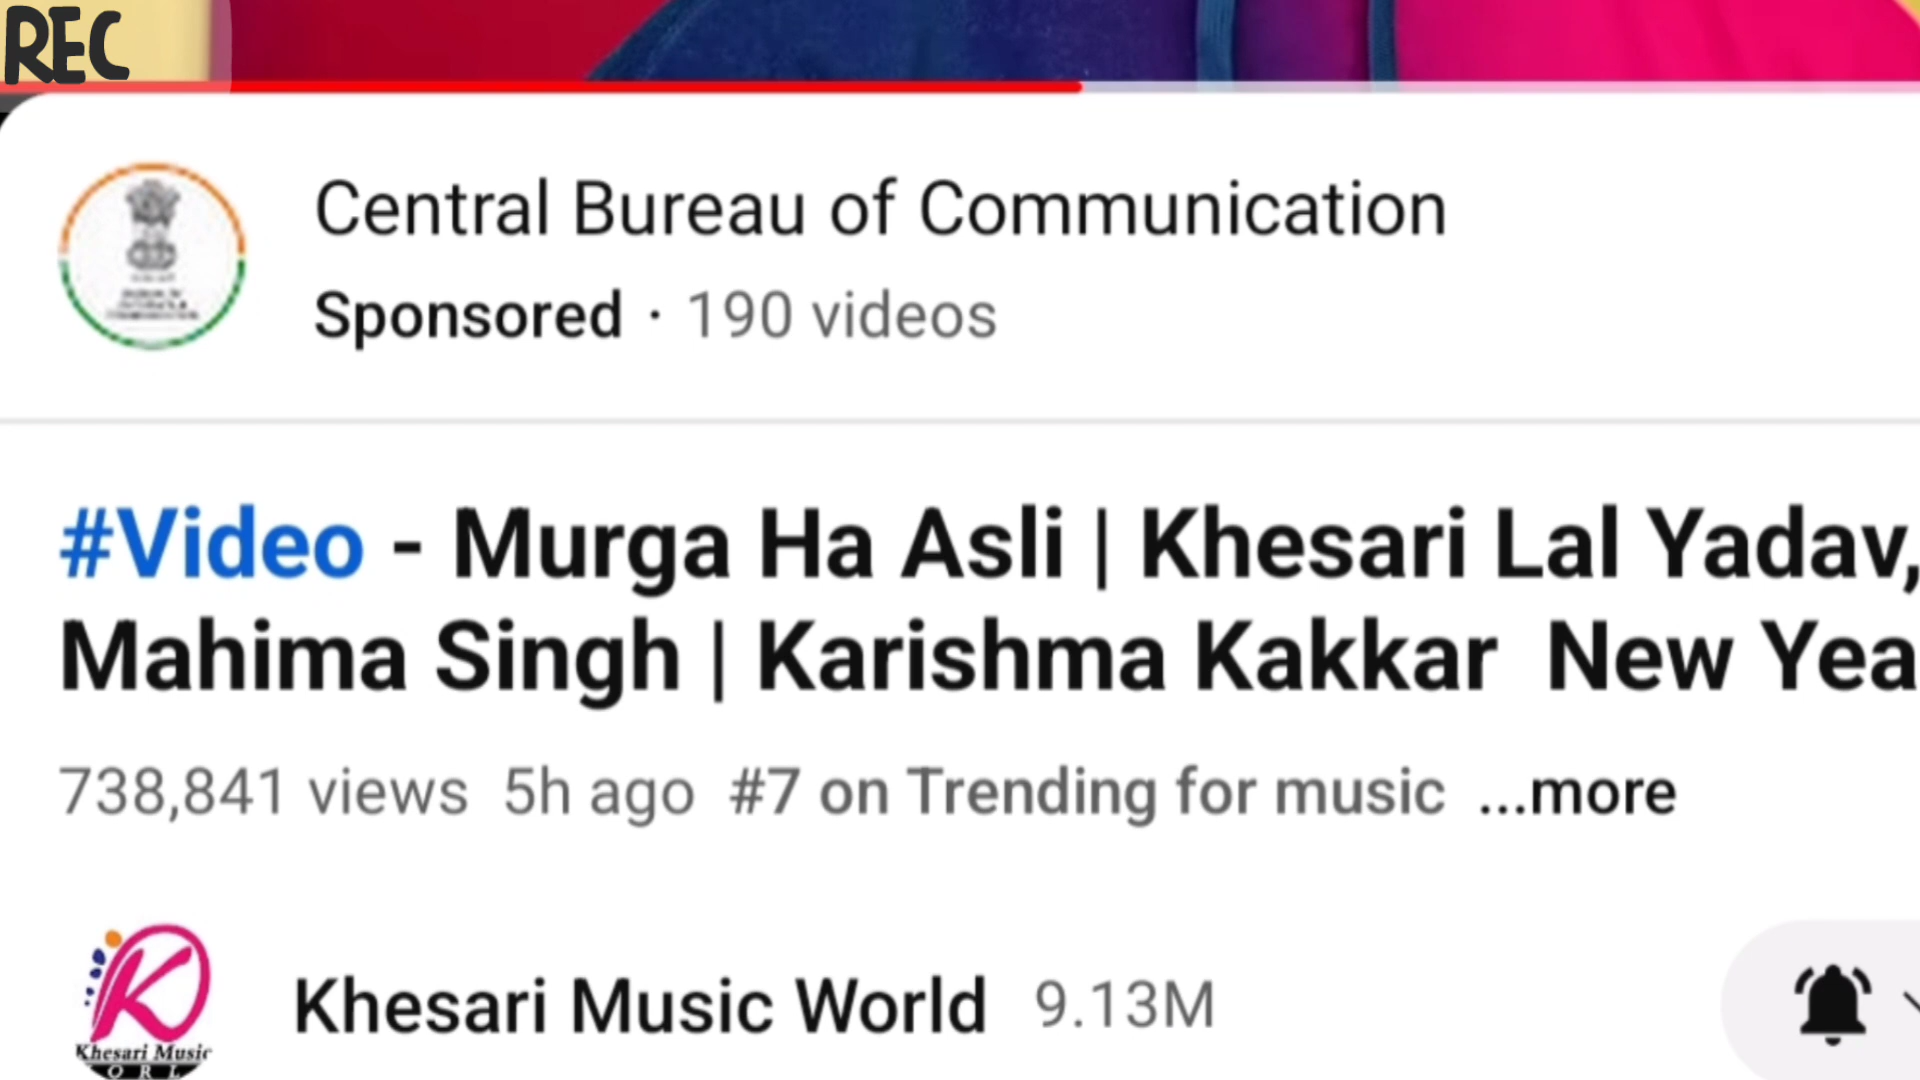 REC
Central Bureau of Communication
Sponsored · 190 videos
#Video - Murga Ha Asli | Khesari Lal Yadav,
Mahima Singh | Karishma Kakkar New Yea
738,841 views 5h ago #7 on Trending for music ...more
Khesari Music World 9.13M
Khesari Music
ORL